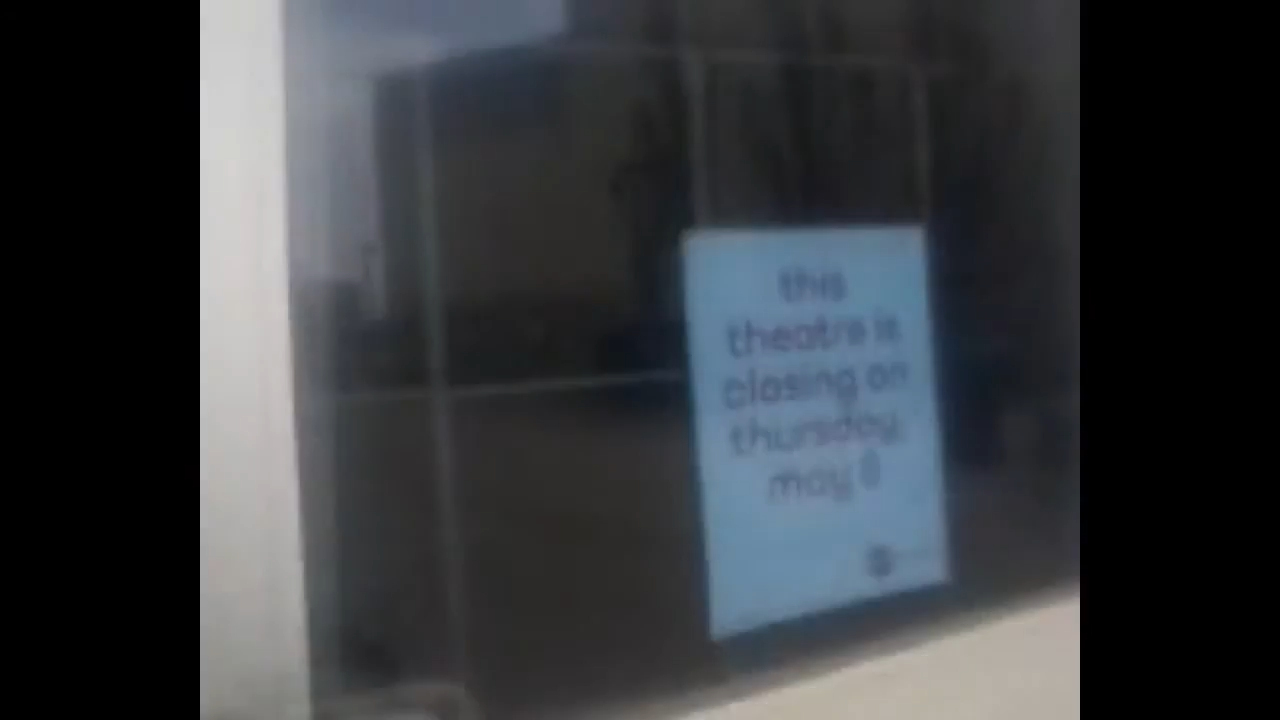 this
theatre is
closing on
thursday,
may